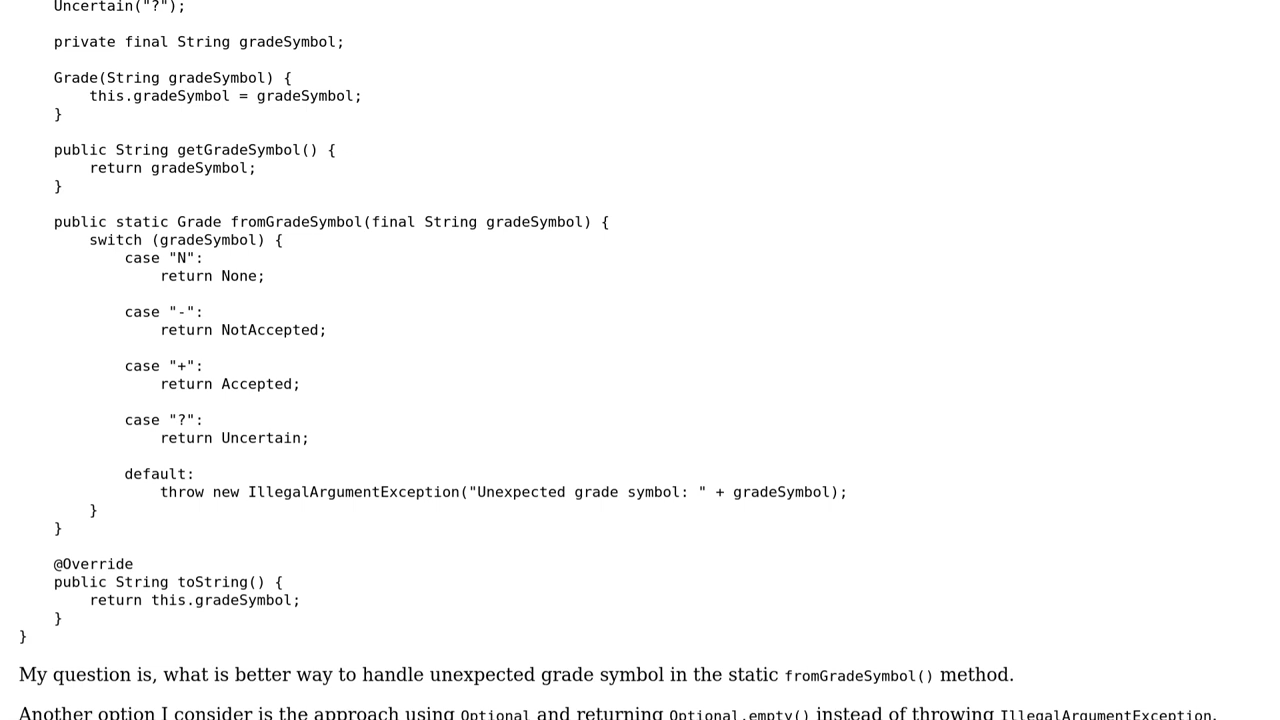 Uncertain("?");
private final String gradeSymbol;
Grade(String gradeSymbol) {
this.gradeSymbol = gradeSymbol;
}
public String getGradeSymbol() {
return gradeSymbol;
}
public static Grade fromGradeSymbol(final String gradeSymbol) {
switch (gradeSymbol) {
case "N":
return None;
case "-":
return NotAccepted;
case "+":
return Accepted;
case "?":
return Uncertain;
default:
throw new IllegalArgumentException("Unexpected grade symbol: " + gradeSymbol);
}
}
@Override
public String toString() {
return this.gradeSymbol;
}
}
My question is, what is better way to handle unexpected grade symbol in the static fromGradeSymbol() method.
Another option I consider is the approach using Optional and returning Optional.empty() instead of throwing IllegalArgumentException.